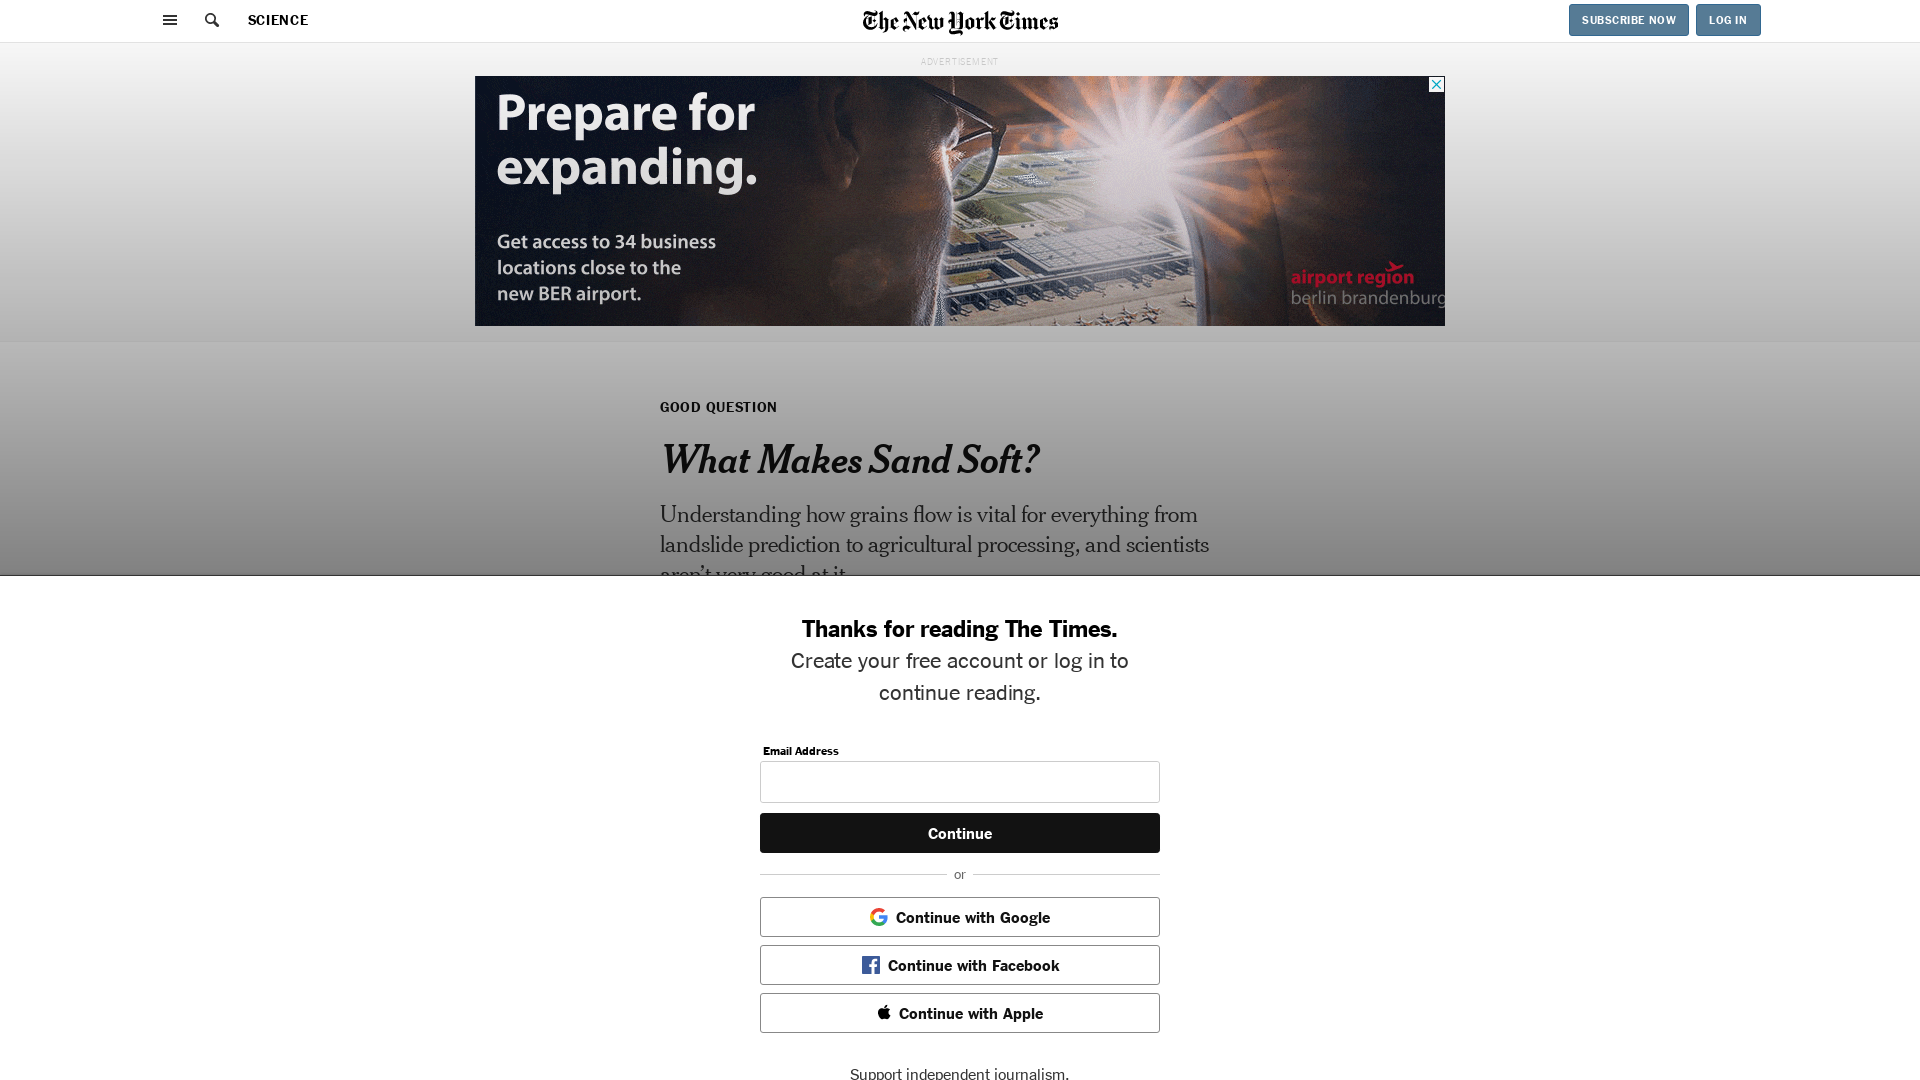 SCIENCE
The New York Times
SUBSCRIBE NOW
LOG IN
ADVERTISEMENT
Prepare for
expanding.
Get access to 34 business
locations close to the
new BER airport.
airport region
berlin brandenburg
GOOD QUESTION
What Makes Sand Soft?
Understanding how grains flow is vital for everything from
landslide prediction to agricultural processing, and scientists
aren't very good at it.
Thanks for reading The Times.
Create your free account or log in to
continue reading.
Email Address
Continue
or
Continue with Google
Continue with Facebook
Continue with Apple
Support independent journalism.